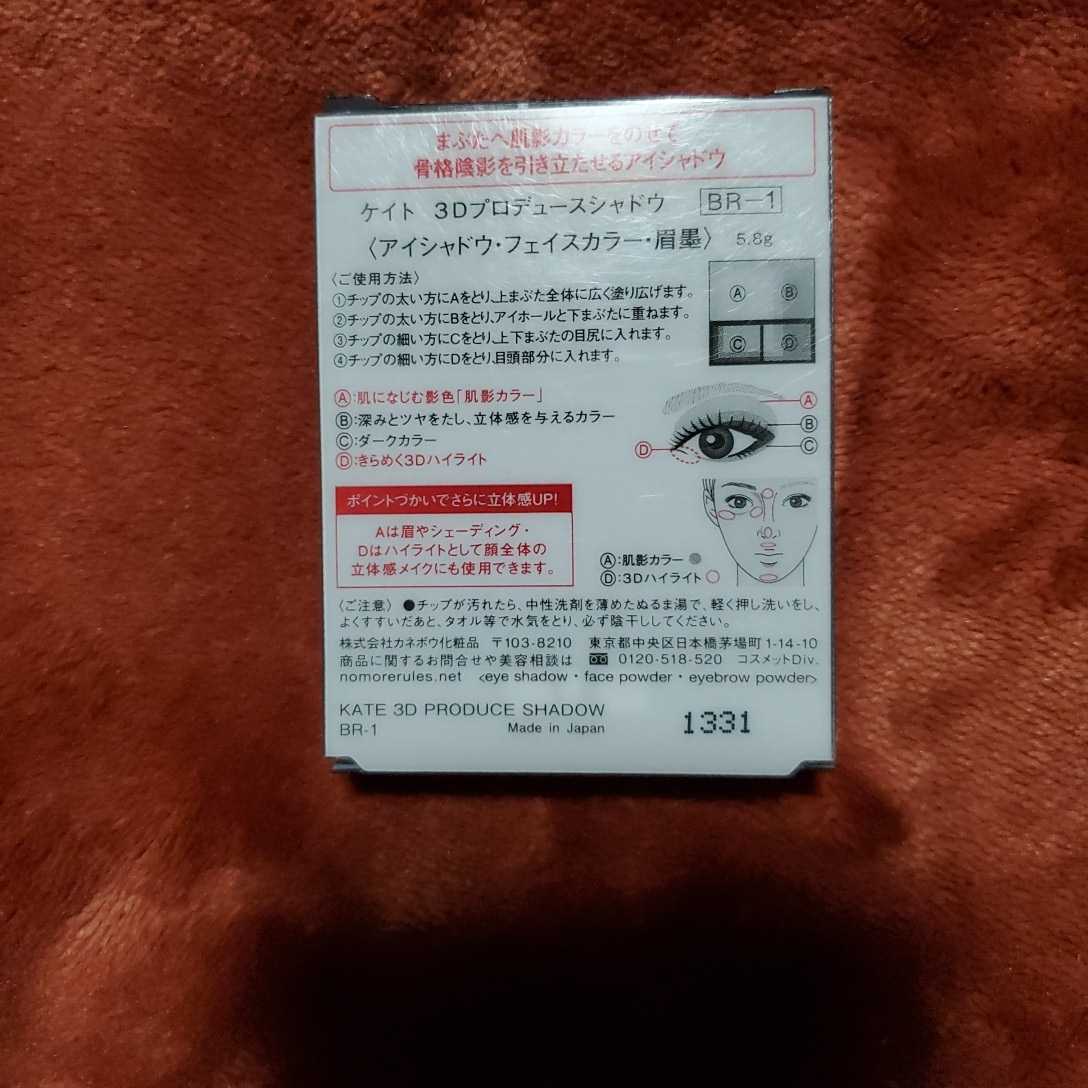 まぶたへ肌影カラーをのせて
骨格陰影を引き立たせるアイシャドウ
ケイト 3Dプロデュースシャドウ BR-1
〈アイシャドウ・フェイスカラー・眉墨〉 5.8g
〈ご使用方法〉
①チップの太い方にAをとり、上まぶた全体に広く塗り広げます。
②チップの太い方にBをとり、アイホールと下まぶたに重ねます。
③チップの細い方にCをとり、上下まぶたの目尻に入れます。
④チップの細い方にDをとり、目頭部分に入れます。
Ⓐ Ⓑ
Ⓒ Ⓓ
Ⓐ:肌になじむ影色「肌影カラー」
Ⓑ:深みとツヤをたし、立体感を与えるカラー
Ⓒ:ダークカラー
Ⓓ:きらめく3Dハイライト
Ⓐ
Ⓑ
Ⓒ
Ⓓ
ポイントづかいでさらに立体感UP!
Aは眉やシェーディング・
Dはハイライトとして顔全体の
立体感メイクにも使用できます。
Ⓐ:肌影カラー
Ⓓ:3Dハイライト
〈ご注意〉 ●チップが汚れたら、中性洗剤を薄めたぬるま湯で、軽く押し洗いをし、
よくすすいだあと、タオル等で水気をとり、必ず陰干ししてください。
株式会社カネボウ化粧品 〒103-8210 東京都中央区日本橋茅場町1-14-10
商品に関するお問合せや美容相談は 0120-518-520 コスメットDiv.
nomorerules.net <eye shadow・face powder・eyebrow powder>
KATE 3D PRODUCE SHADOW
BR-1 Made in Japan 1331